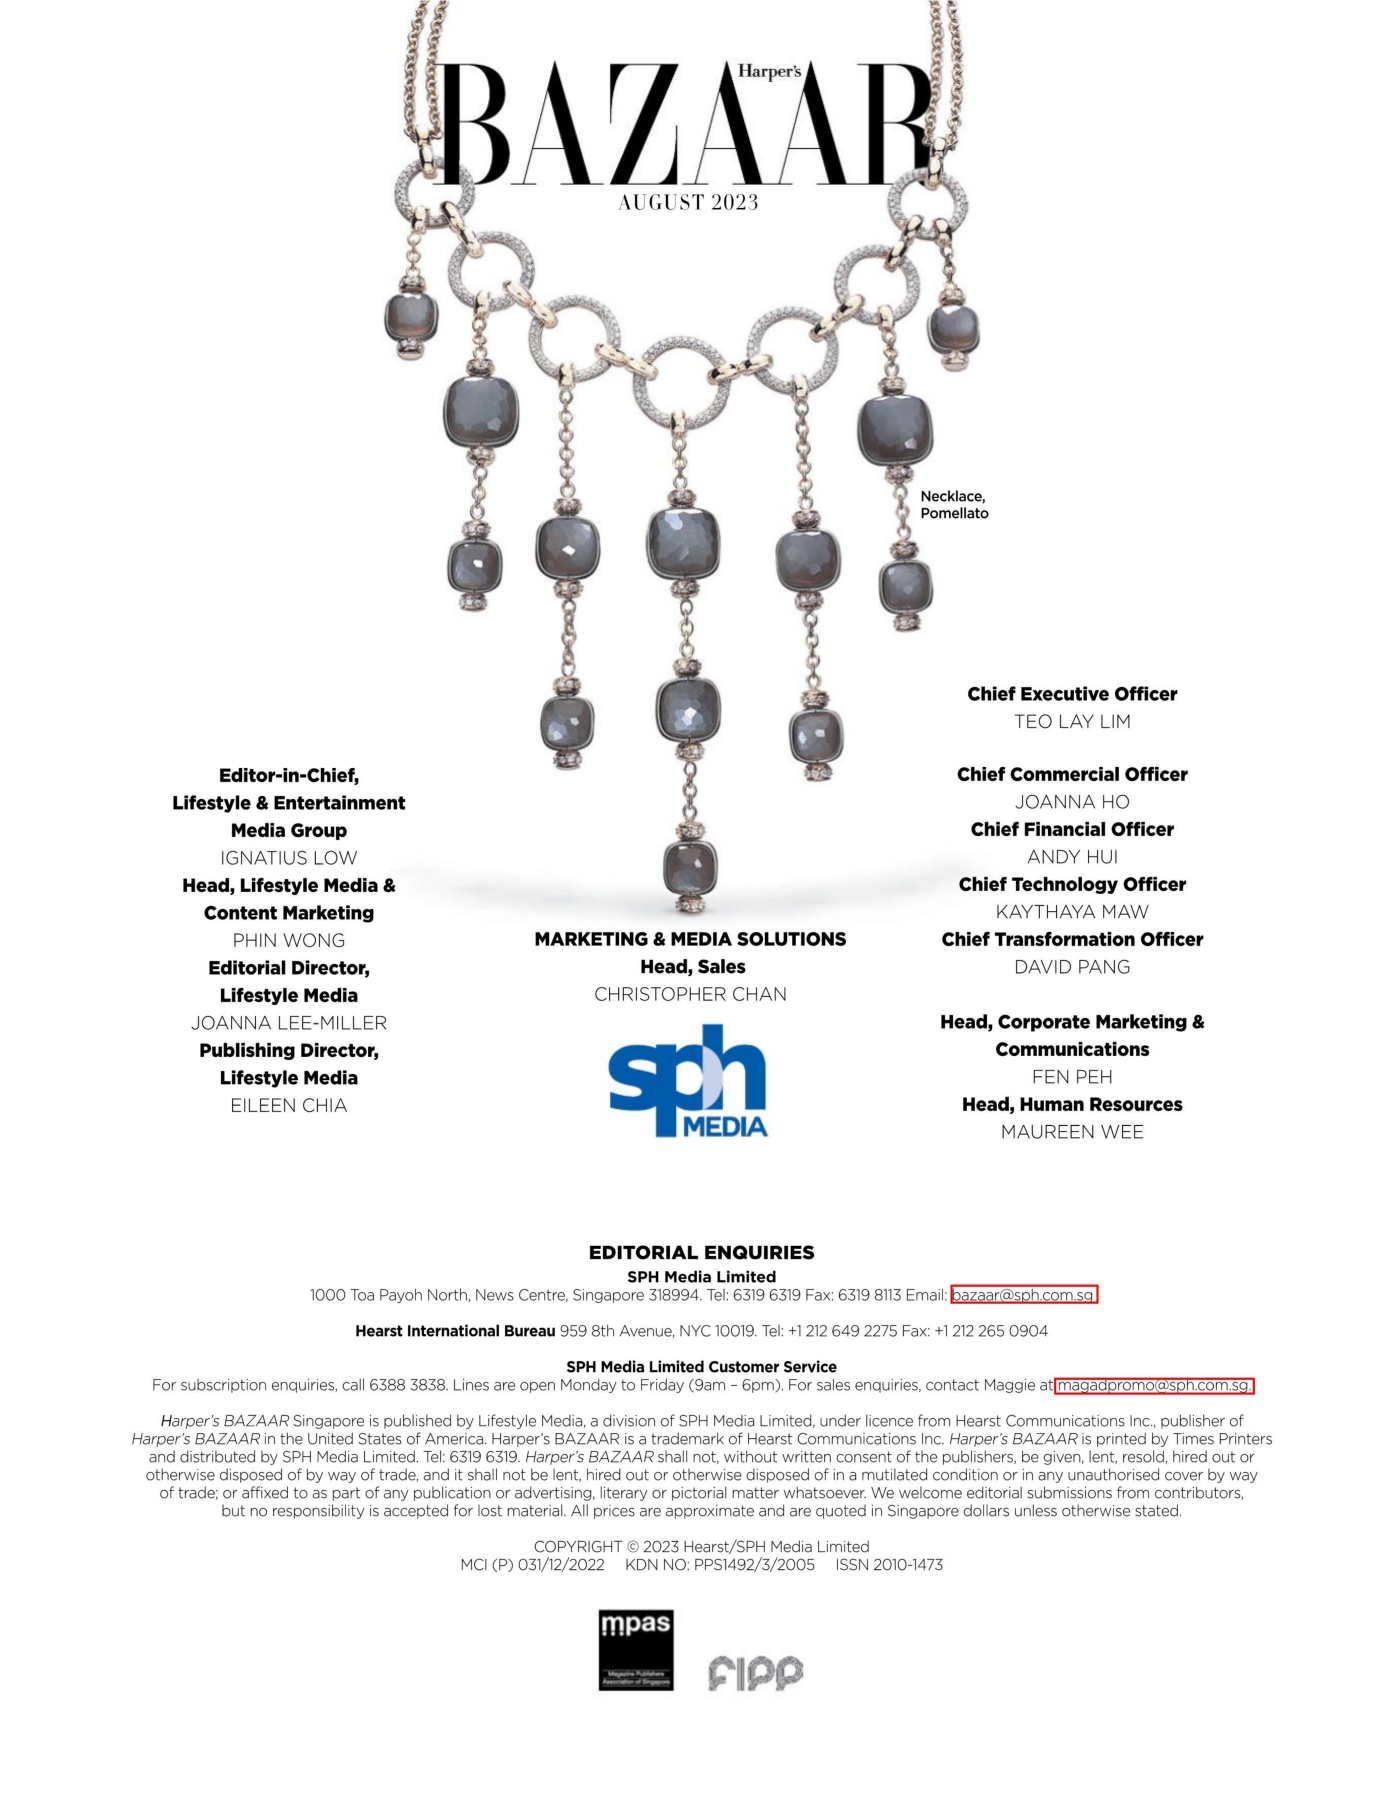 Harper's
BAZAAR
AUGUST 2023
Necklace,
Pomellato
Editor-in-Chief,
Lifestyle & Entertainment
Media Group
IGNATIUS LOW
Head, Lifestyle Media &
Content Marketing
PHIN WONG
Editorial Director,
Lifestyle Media
JOANNA LEE-MILLER
Publishing Director,
Lifestyle Media
EILEEN CHIA
MARKETING & MEDIA SOLUTIONS
Head, Sales
CHRISTOPHER CHAN
sph
MEDIA
Chief Executive Officer
TEO LAY LIM
Chief Commercial Officer
JOANNA HO
Chief Financial Officer
ANDY HUI
Chief Technology Officer
KAYTHAYA MAW
Chief Transformation Officer
DAVID PANG
Head, Corporate Marketing &
Communications
FEN PEH
Head, Human Resources
MAUREEN WEE
EDITORIAL ENQUIRIES
SPH Media Limited
1000 Toa Payoh North, News Centre, Singapore 318994. Tel: 6319 6319 Fax: 6319 8113 Email: bazaar@sph.com.sg
Hearst International Bureau 959 8th Avenue, NYC 10019. Tel: +1 212 649 2275 Fax: +1 212 265 0904
SPH Media Limited Customer Service
For subscription enquiries, call 6388 3838. Lines are open Monday to Friday (9am – 6pm). For sales enquiries, contact Maggie at magadpromo@sph.com.sg.
Harper's BAZAAR Singapore is published by Lifestyle Media, a division of SPH Media Limited, under licence from Hearst Communications Inc., publisher of
Harper's BAZAAR in the United States of America. Harper's BAZAAR is a trademark of Hearst Communications Inc. Harper's BAZAAR is printed by Times Printers
and distributed by SPH Media Limited. Tel: 6319 6319. Harper's BAZAAR shall not, without written consent of the publishers, be given, lent, resold, hired out or
otherwise disposed of by way of trade, and it shall not be lent, hired out or otherwise disposed of in a mutilated condition or in any unauthorised cover by way
of trade; or affixed to as part of any publication or advertising, literary or pictorial matter whatsoever. We welcome editorial submissions from contributors,
but no responsibility is accepted for lost material. All prices are approximate and are quoted in Singapore dollars unless otherwise stated.
COPYRIGHT © 2023 Hearst/SPH Media Limited
MCI (P) 031/12/2022 KDN NO: PPS1492/3/2005 ISSN 2010-1473
mpas
Magazine Publishers
Association of Singapore
FIPP